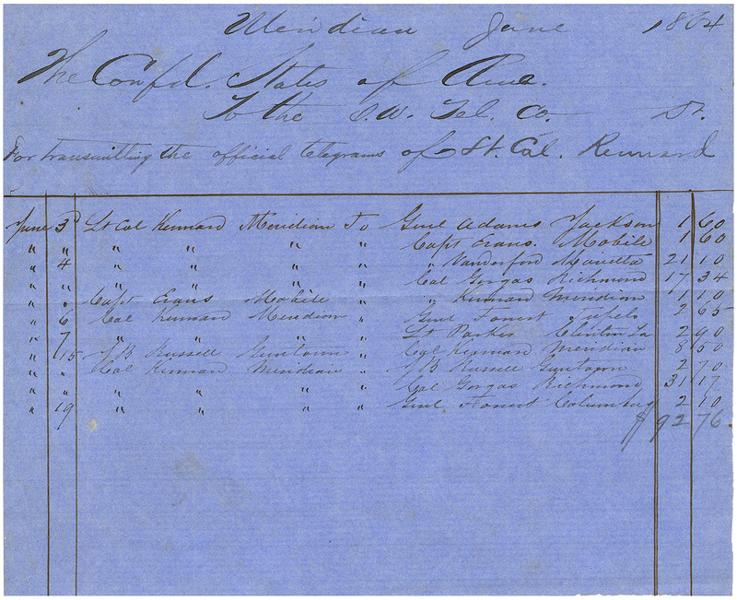 Meridian June 1864
The Confd. States of Ama.
To the S.W. Tel. Co. Dr.
For transmitting the official telegrams of Lt. Col. Kennard
June 3d Lt Col Kennard Meridian To Genl Adams Jackson 1 60
" " " " " " Capt Evans. Mobile 1 60
" 4 " " " " " Vanderford Marietta 21 10
" " " " " " Col Gorgas Richmond 17 34
" " Capt Evans Mobile " " Kennard Meridian 1 10
" 6 Col Kennard Meridian " Genl Forrest Tupelo 2 65
" 7 " " " " Lt Parker Clinton La 2 90
" 15 J B Russell Guntown " Col Kennard Meridian 8 50
" " Col Kennard Meridian " J B Russell Guntown 2 70
" " " " " " Col Gorgas Richmond 31 17
" 19 " " " " Genl Forrest Columbus 2 10
$ 92 76